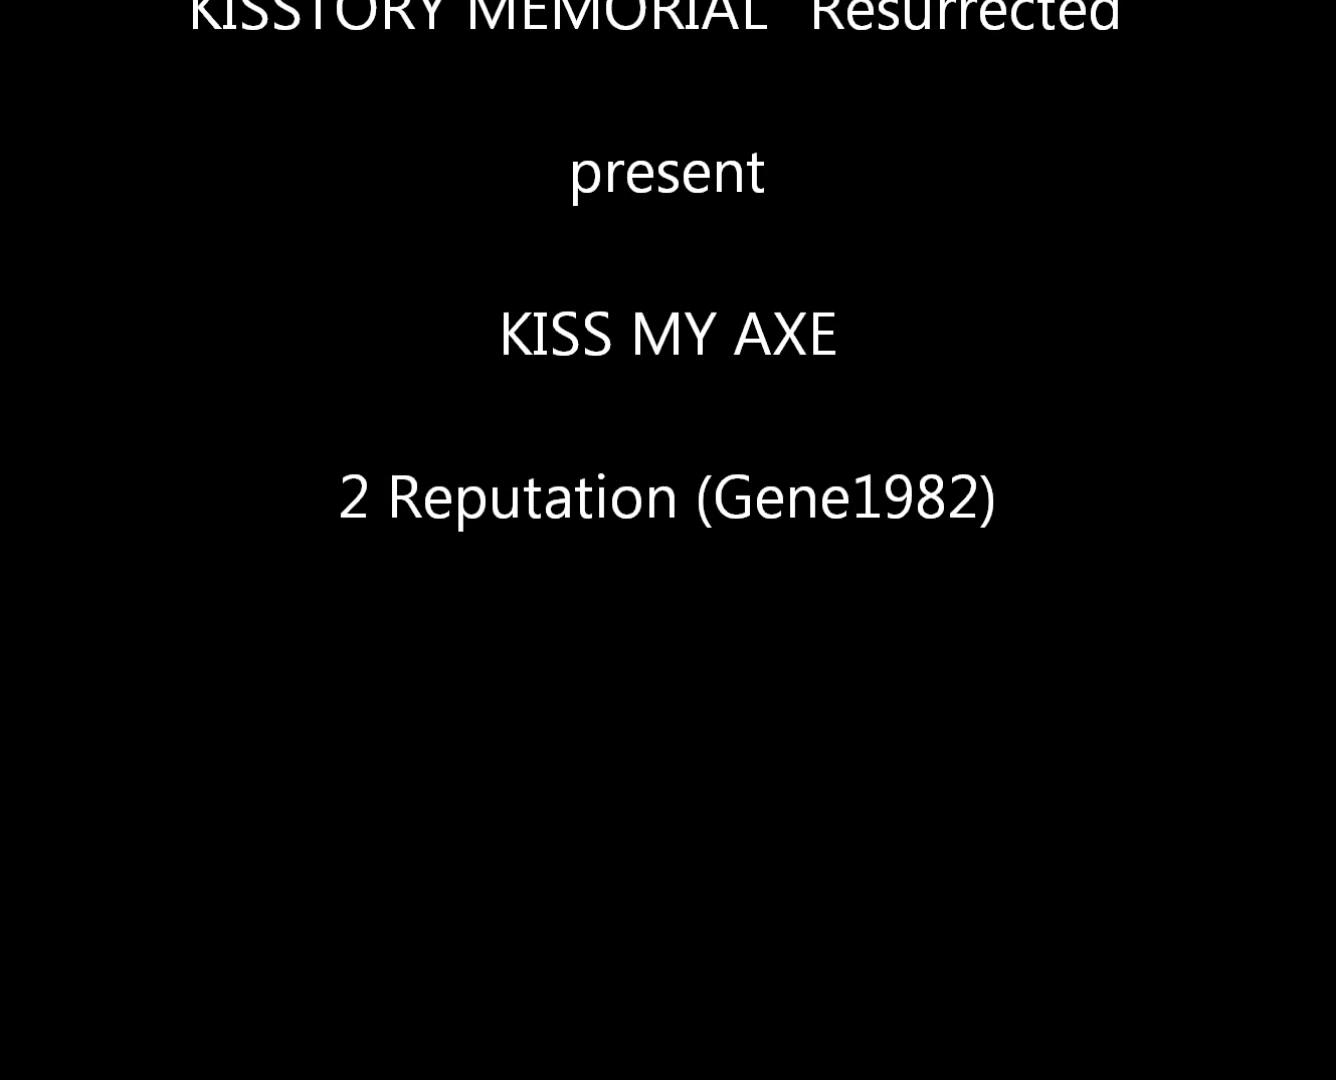 KISSTORY MEMORIAL Resurrected
present
KISS MY AXE
2 Reputation (Gene1982)